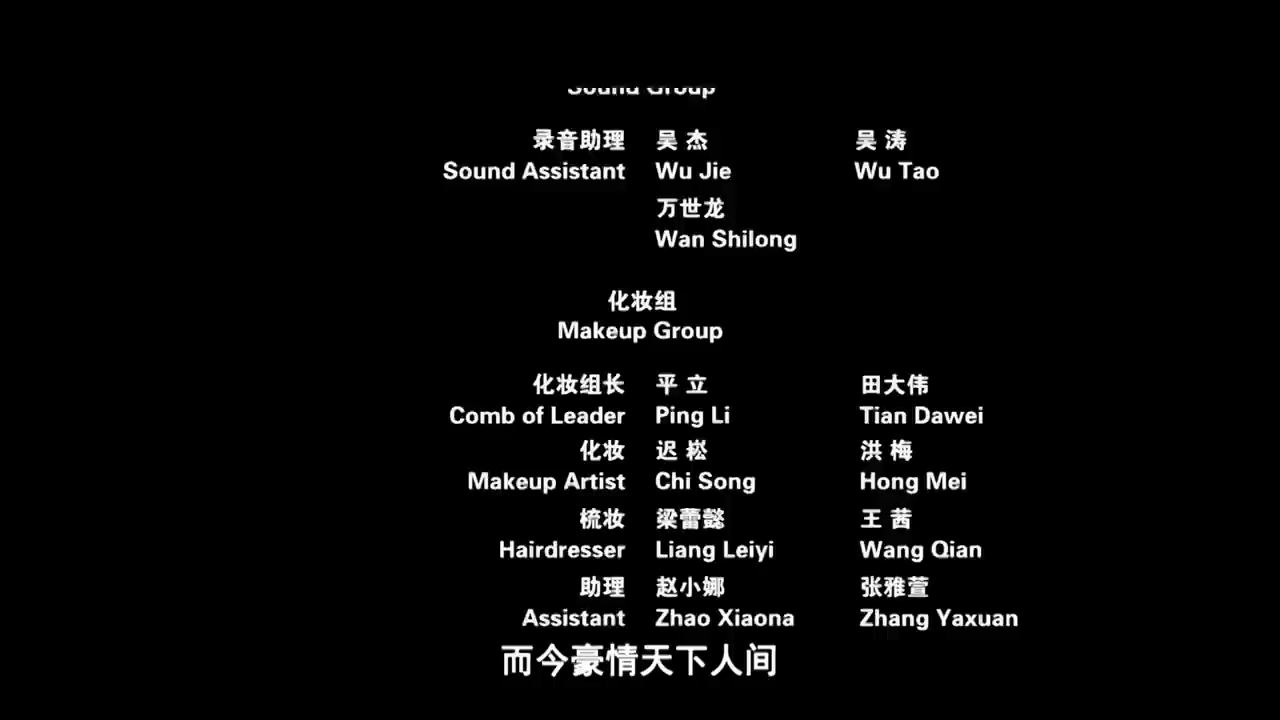 Sound Group
录音助理 吴 杰 吴 涛
Sound Assistant Wu Jie Wu Tao
万世龙
Wan Shilong
化妆组
Makeup Group
化妆组长 平 立 田大伟
Comb of Leader Ping Li Tian Dawei
化妆 迟 崧 洪 梅
Makeup Artist Chi Song Hong Mei
梳妆 梁蕾懿 王 茜
Hairdresser Liang Leiyi Wang Qian
助理 赵小娜 张雅萱
Assistant Zhao Xiaona Zhang Yaxuan
而今豪情天下人间